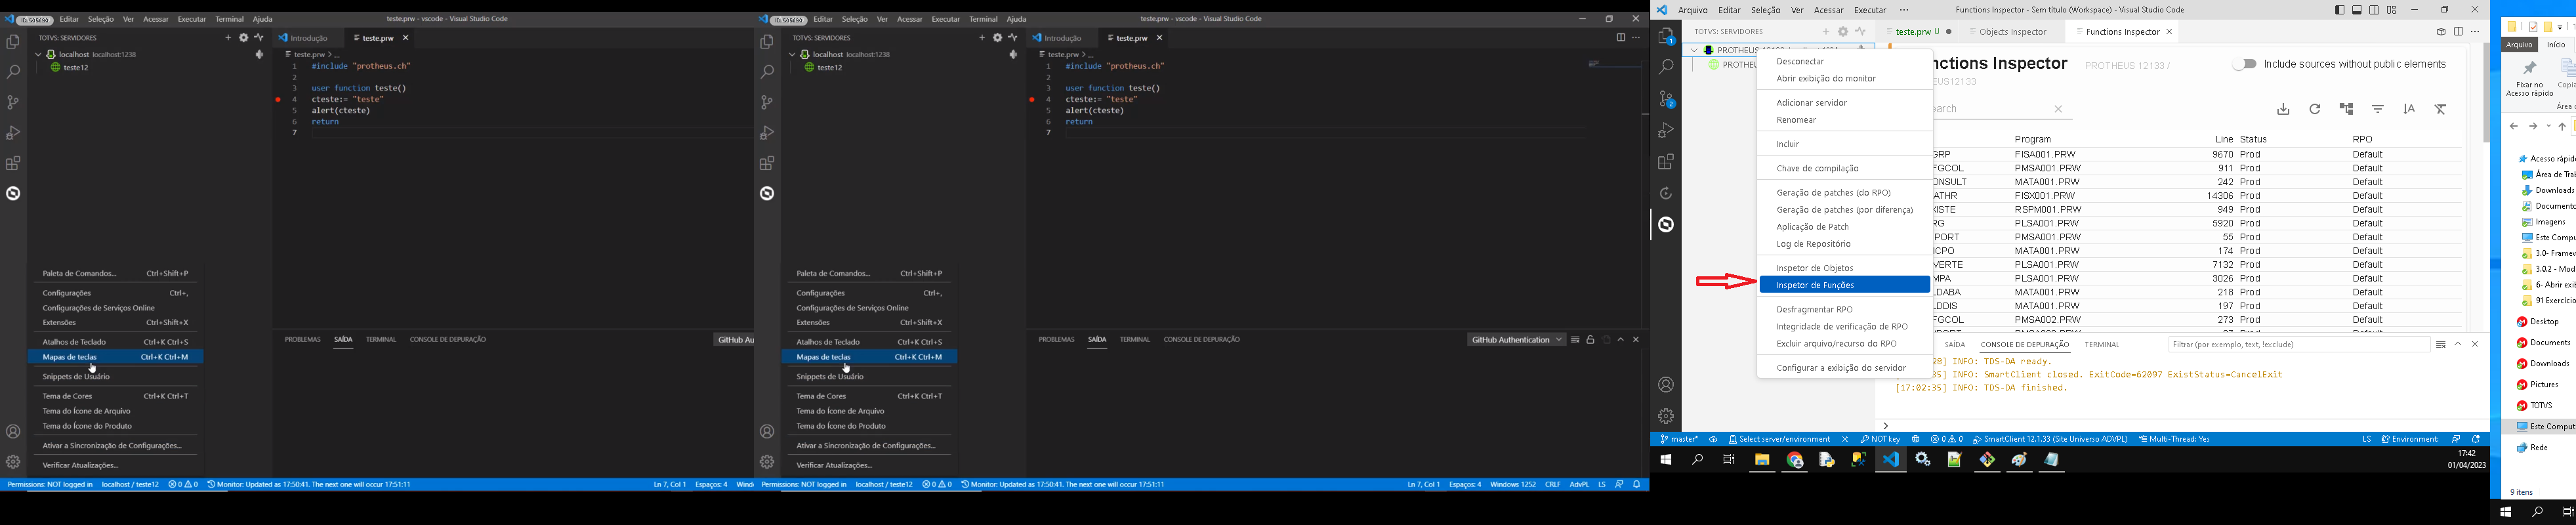 Editar Seleção Ver Acessar Executar Terminal Ajuda
teste.prw - vscode - Visual Studio Code
TOTVS: SERVIDORES
localhost localhost:1238
teste12
Introdução
teste.prw
teste.prw > ...
1 #include "protheus.ch"
2
3 user function teste()
4 cteste:= "teste"
5 alert(cteste)
6 return
7
Paleta de Comandos... Ctrl+Shift+P
Configurações Ctrl+,
Configurações de Serviços Online
Extensões Ctrl+Shift+X
Atalhos de Teclado Ctrl+K Ctrl+S
Mapas de teclas Ctrl+K Ctrl+M
Snippets de Usuário
Tema de Cores Ctrl+K Ctrl+T
Tema do Ícone de Arquivo
Tema do Ícone do Produto
Ativar a Sincronização de Configurações...
Verificar Atualizações...
PROBLEMAS SAÍDA TERMINAL CONSOLE DE DEPURAÇÃO
GitHub Au
Permissions: NOT logged in localhost / teste12 0 0 Monitor: Updated as 17:50:41. The next one will occur 17:51:11
Ln 7, Col 1 Espaços: 4 Wind
Editar Seleção Ver Acessar Executar Terminal Ajuda
teste.prw - vscode - Visual Studio Code
TOTVS: SERVIDORES
localhost localhost:1238
teste12
Introdução
teste.prw
teste.prw > ...
1 #include "protheus.ch"
2
3 user function teste()
4 cteste:= "teste"
5 alert(cteste)
6 return
7
Paleta de Comandos... Ctrl+Shift+P
Configurações Ctrl+,
Configurações de Serviços Online
Extensões Ctrl+Shift+X
Atalhos de Teclado Ctrl+K Ctrl+S
Mapas de teclas Ctrl+K Ctrl+M
Snippets de Usuário
Tema de Cores Ctrl+K Ctrl+T
Tema do Ícone de Arquivo
Tema do Ícone do Produto
Ativar a Sincronização de Configurações...
Verificar Atualizações...
PROBLEMAS SAÍDA TERMINAL CONSOLE DE DEPURAÇÃO
GitHub Authentication
Permissions: NOT logged in localhost / teste12 0 0 Monitor: Updated as 17:50:41. The next one will occur 17:51:11
Ln 7, Col 1 Espaços: 4 Windows 1252 CRLF AdvPL LS
Arquivo Editar Seleção Ver Acessar Executar ···
Functions Inspector - Sem título (Workspace) - Visual Studio Code
TOTVS: SERVIDORES
teste.prw U
Objects Inspector
Functions Inspector
PROTHE
Desconectar
Abrir exibição do monitor
Adicionar servidor
Renomear
Incluir
Chave de compilação
Geração de patches (do RPO)
Geração de patches (por diferença)
Aplicação de Patch
Log de Repositório
Inspetor de Objetos
Inspetor de Funções
Desfragmentar RPO
Integridade de verificação de RPO
Excluir arquivo/recurso do RPO
Configurar a exibição do servidor
nctions Inspector PROTHEUS 12133 /
EUS12133
Include sources without public elements
arch
Program Line Status RPO
GRP FISA001.PRW 9670 Prod Default
FGCOL PMSA001.PRW 911 Prod Default
ONSULT MATA001.PRW 242 Prod Default
ATHR FISX001.PRW 14306 Prod Default
XISTE RSPM001.PRW 949 Prod Default
RG PLSA001.PRW 5920 Prod Default
PORT PMSA001.PRW 55 Prod Default
ICPO MATA001.PRW 174 Prod Default
VERTE PLSA001.PRW 7132 Prod Default
MPA PLSA001.PRW 3026 Prod Default
LDABA MATA001.PRW 218 Prod Default
LDDIS MATA001.PRW 197 Prod Default
FGCOL PMSA002.PRW 273 Prod Default
SAÍDA CONSOLE DE DEPURAÇÃO TERMINAL
Filtrar (por exemplo, text, !exclude)
INFO: TDS-DA ready.
:35] INFO: SmartClient closed. ExitCode=62097 ExistStatus=CancelExit
[17:02:35] INFO: TDS-DA finished.
master* Select server/environment NOT key 0 0 SmartClient 12.1.33 (Site Universo ADVPL) Multi-Thread: Yes
LS Environment:
17:42
01/04/2023
Arquivo Início
Fixar no
Acesso rápido
Copia
Área d
Acesso rápid
Área de Tra
Downloads
Documento
Imagens
Este Compu
3.0- Framew
3.0.2 - Mod
6- Abrir exib
91 Exercício
Desktop
Documents
Downloads
Pictures
TOTVS
Este Comput
Rede
9 itens